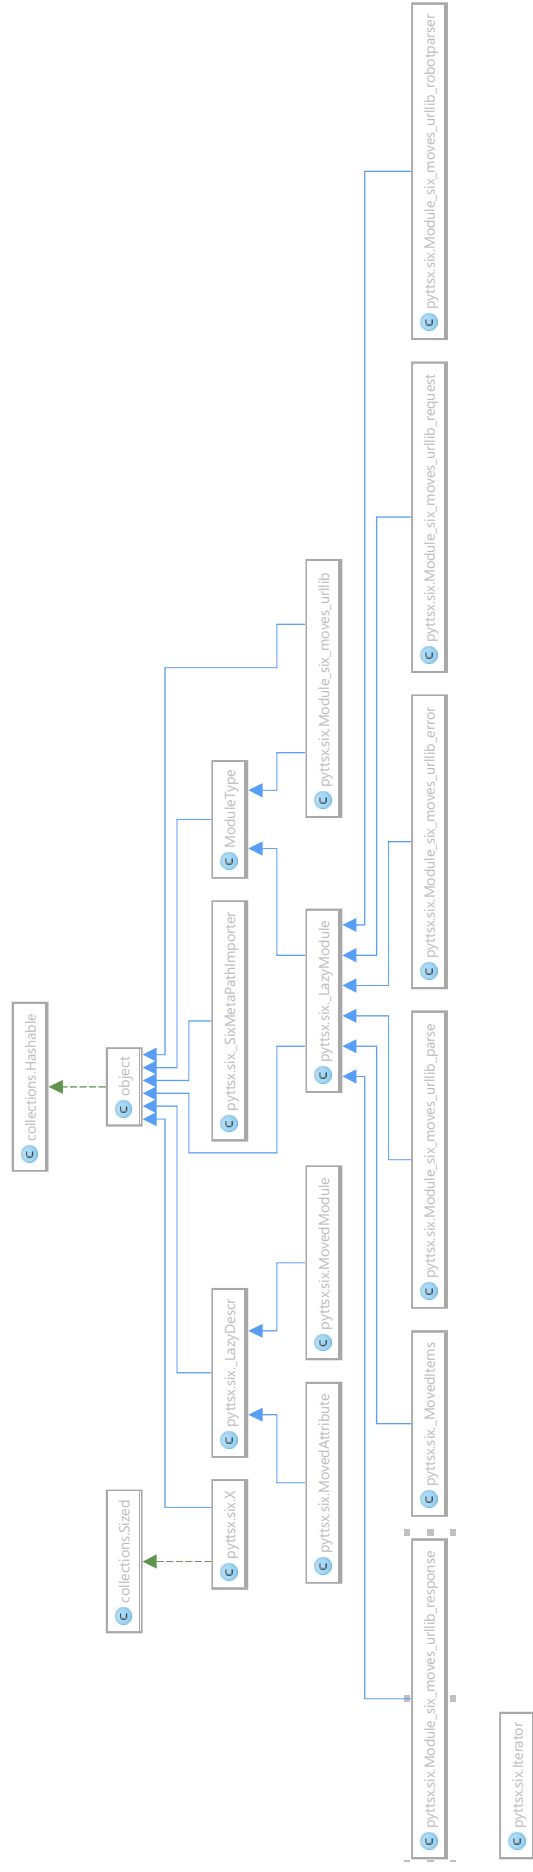 collections.Hashable
collections.Sized
object
pyttsx.six.X
pyttsx.six._LazyDescr
pyttsx.six._SixMetaPathImporter
ModuleType
pyttsx.six.MovedAttribute
pyttsx.six.MovedModule
pyttsx.six._LazyModule
pyttsx.six.Module_six_moves_urllib
pyttsx.six.Module_six_moves_urllib_response
pyttsx.six._MovedItems
pyttsx.six.Module_six_moves_urllib_parse
pyttsx.six.Module_six_moves_urllib_error
pyttsx.six.Module_six_moves_urllib_request
pyttsx.six.Module_six_moves_urllib_robotparser
pyttsx.six.Iterator